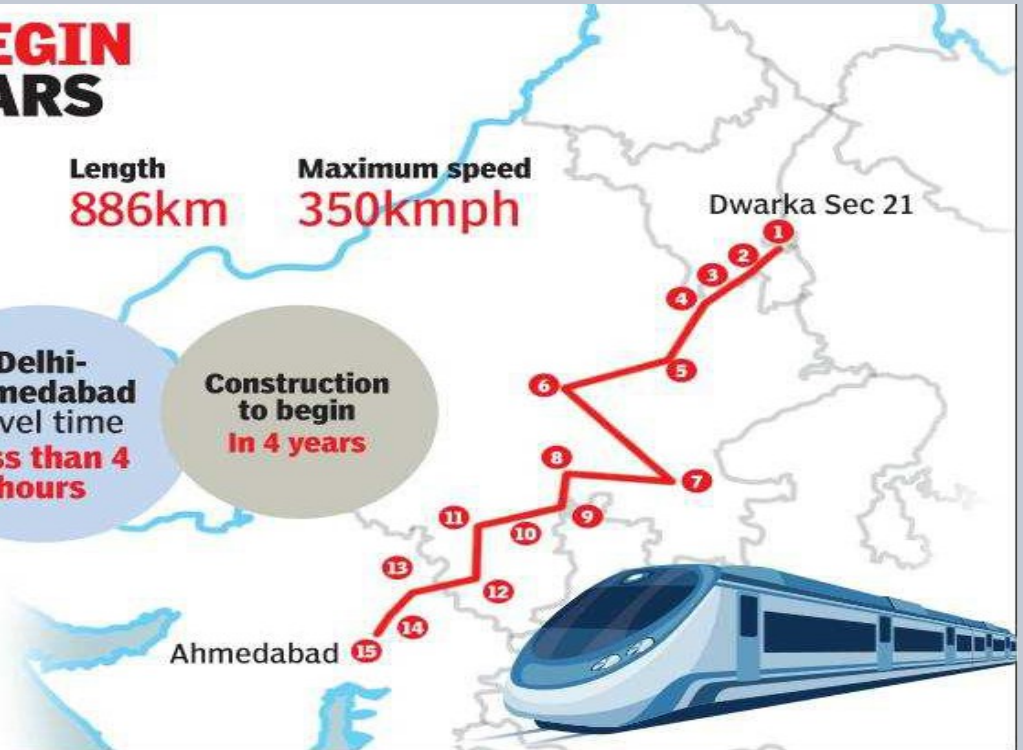 EGIN
ARS
Length
886km
Maximum speed
350kmph
Dwarka Sec 21
1
2
3
4
5
6
7
8
9
10
11
12
13
14
15
Ahmedabad
Delhi-
medabad
vel time
ss than 4
hours
Construction
to begin
In 4 years